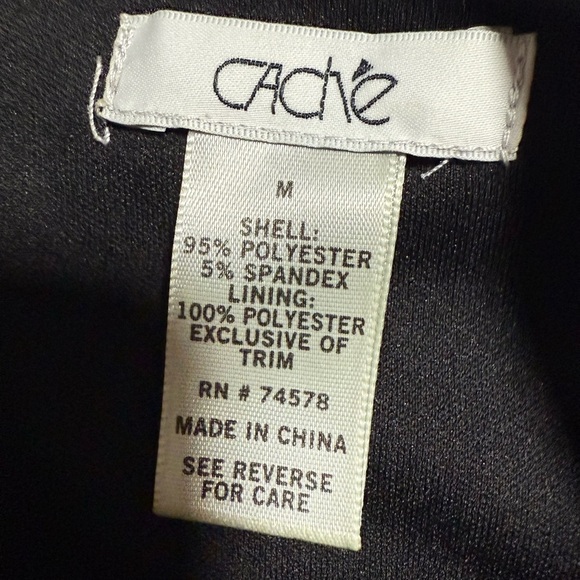 CAChé
M
SHELL:
95% POLYESTER
5% SPANDEX
LINING:
100% POLYESTER
EXCLUSIVE OF
TRIM
RN # 74578
MADE IN CHINA
SEE REVERSE
FOR CARE